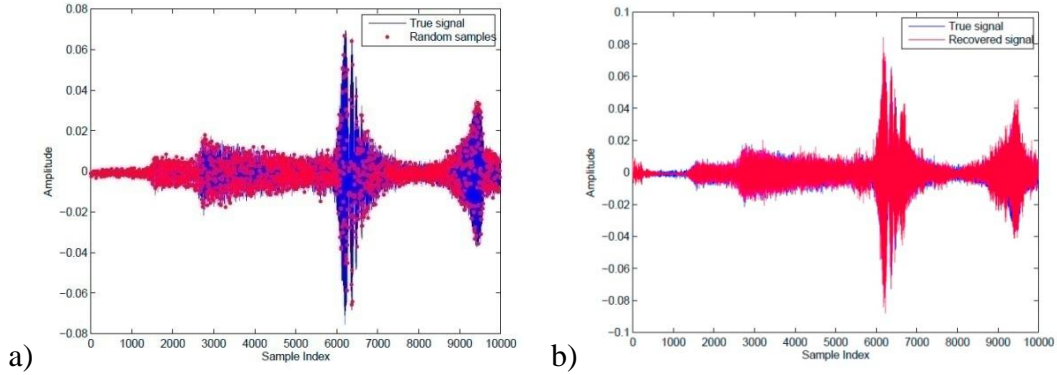 True signal
Random samples
0.08
0.06
0.04
0.02
0
−0.02
−0.04
−0.06
−0.08
Amplitude
0 1000 2000 3000 4000 5000 6000 7000 8000 9000 10000
Sample Index
a)
True signal
Recovered signal
0.1
0.08
0.06
0.04
0.02
0
−0.02
−0.04
−0.06
−0.08
−0.1
Amplitude
0 1000 2000 3000 4000 5000 6000 7000 8000 9000 10000
Sample Index
b)